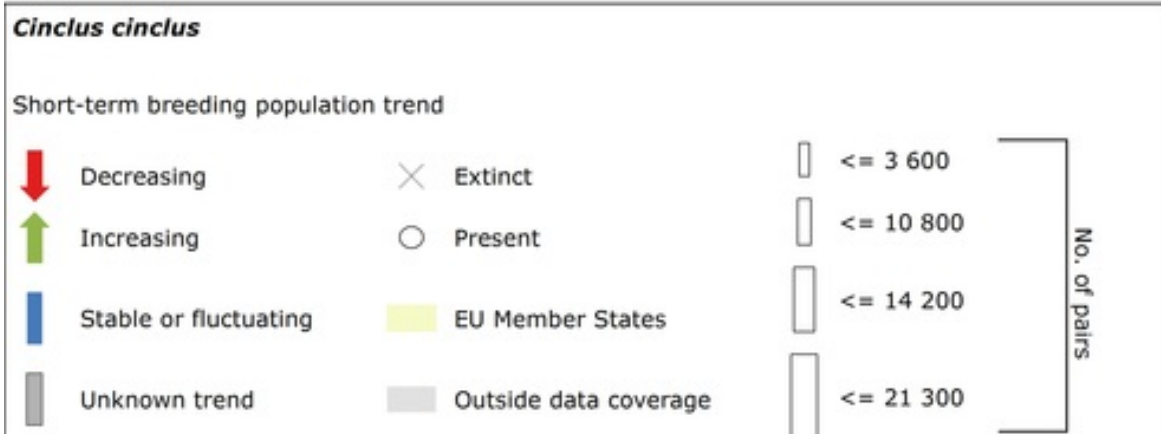 Cinclus cinclus
Short-term breeding population trend
Decreasing
Increasing
Stable or fluctuating
Unknown trend
Extinct
Present
EU Member States
Outside data coverage
<= 3 600
<= 10 800
<= 14 200
<= 21 300
No. of pairs